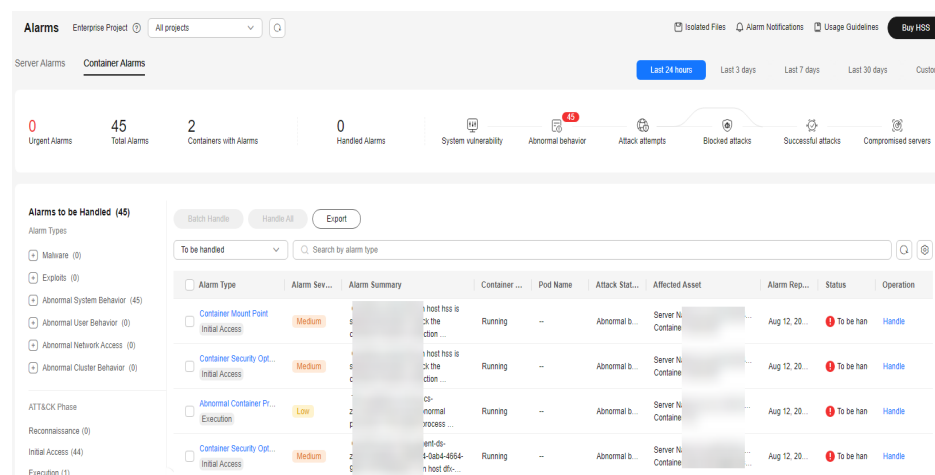 Alarms Enterprise Project All projects Isolated Files Alarm Notifications Usage Guidelines Buy HSS
Server Alarms Container Alarms Last 24 hours Last 3 days Last 7 days Last 30 days Custo
0 45 2 0 45
Urgent Alarms Total Alarms Containers with Alarms Handled Alarms System vulnerability Abnormal behavior Attack attempts Blocked attacks Successful attacks Compromised servers
Alarms to be Handled (45)
Alarm Types
Malware (0)
Exploits (0)
Abnormal System Behavior (45)
Abnormal User Behavior (0)
Abnormal Network Access (0)
Abnormal Cluster Behavior (0)
ATT&CK Phase
Reconnaissance (0)
Initial Access (44)
Execution (1)
Batch Handle Handle All Export
To be handled Search by alarm type
Alarm Type Alarm Sev... Alarm Summary Container ... Pod Name Attack Stat... Affected Asset Alarm Rep... Status Operation
Container Mount Point
Initial Access
Medium
host hss is
ck the
ction ...
Running -- Abnormal b...
Server N
Containe
Aug 12, 20... To be han Handle
Container Security Opt...
Initial Access
Medium
host hss is
ck the
ction ...
Running -- Abnormal b...
Server N
Containe
Aug 12, 20... To be han Handle
Abnormal Container Pr...
Execution
Low
cs-
normal
process ...
Running -- Abnormal b...
Server N
Containe
Aug 12, 20... To be han Handle
Container Security Opt...
Initial Access
Medium
ent-ds-
4-0ab4-4664-
n host dfx-...
Running -- Abnormal b...
Server N
Containe
Aug 12, 20... To be han Handle